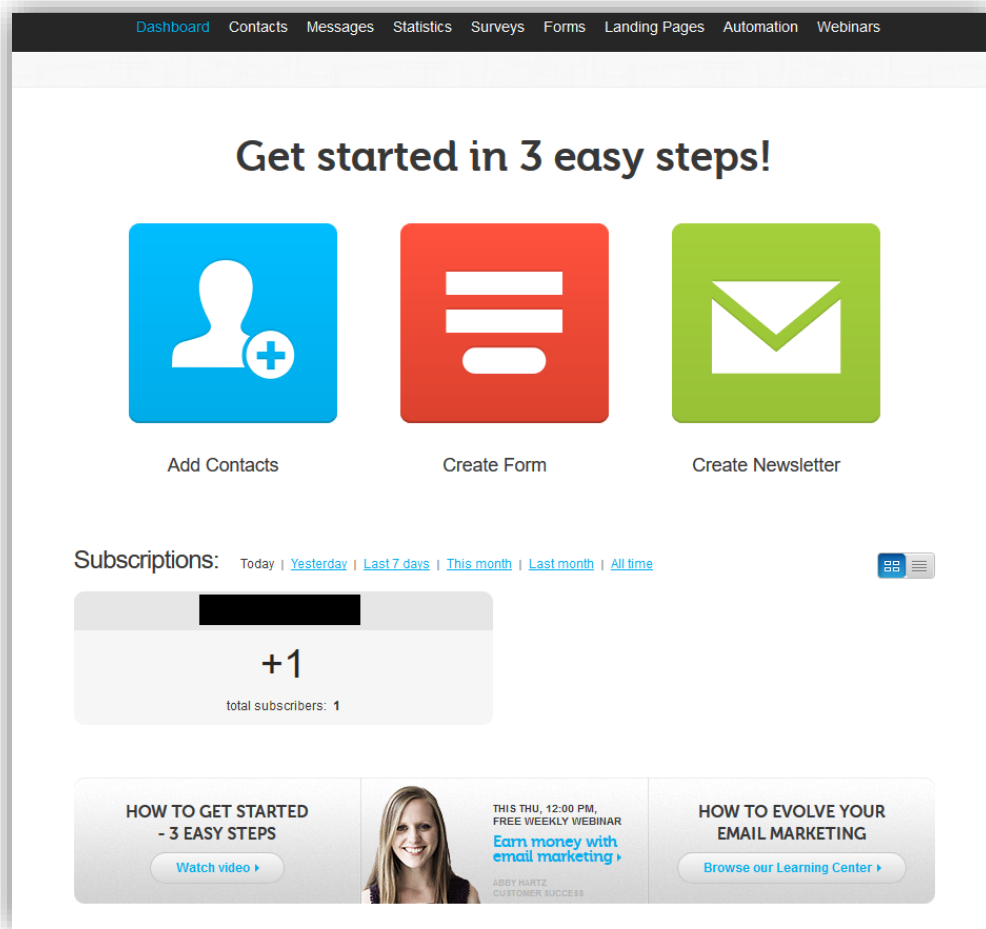 Dashboard Contacts Messages Statistics Surveys Forms Landing Pages Automation Webinars
Get started in 3 easy steps!
Add Contacts Create Form Create Newsletter
Subscriptions: Today | Yesterday | Last 7 days | This month | Last month | All time
+1
total subscribers: 1
HOW TO GET STARTED
- 3 EASY STEPS
Watch video
THIS THU, 12:00 PM,
FREE WEEKLY WEBINAR
Earn money with
email marketing
ABBY HARTZ
CUSTOMER SUCCESS
HOW TO EVOLVE YOUR
EMAIL MARKETING
Browse our Learning Center